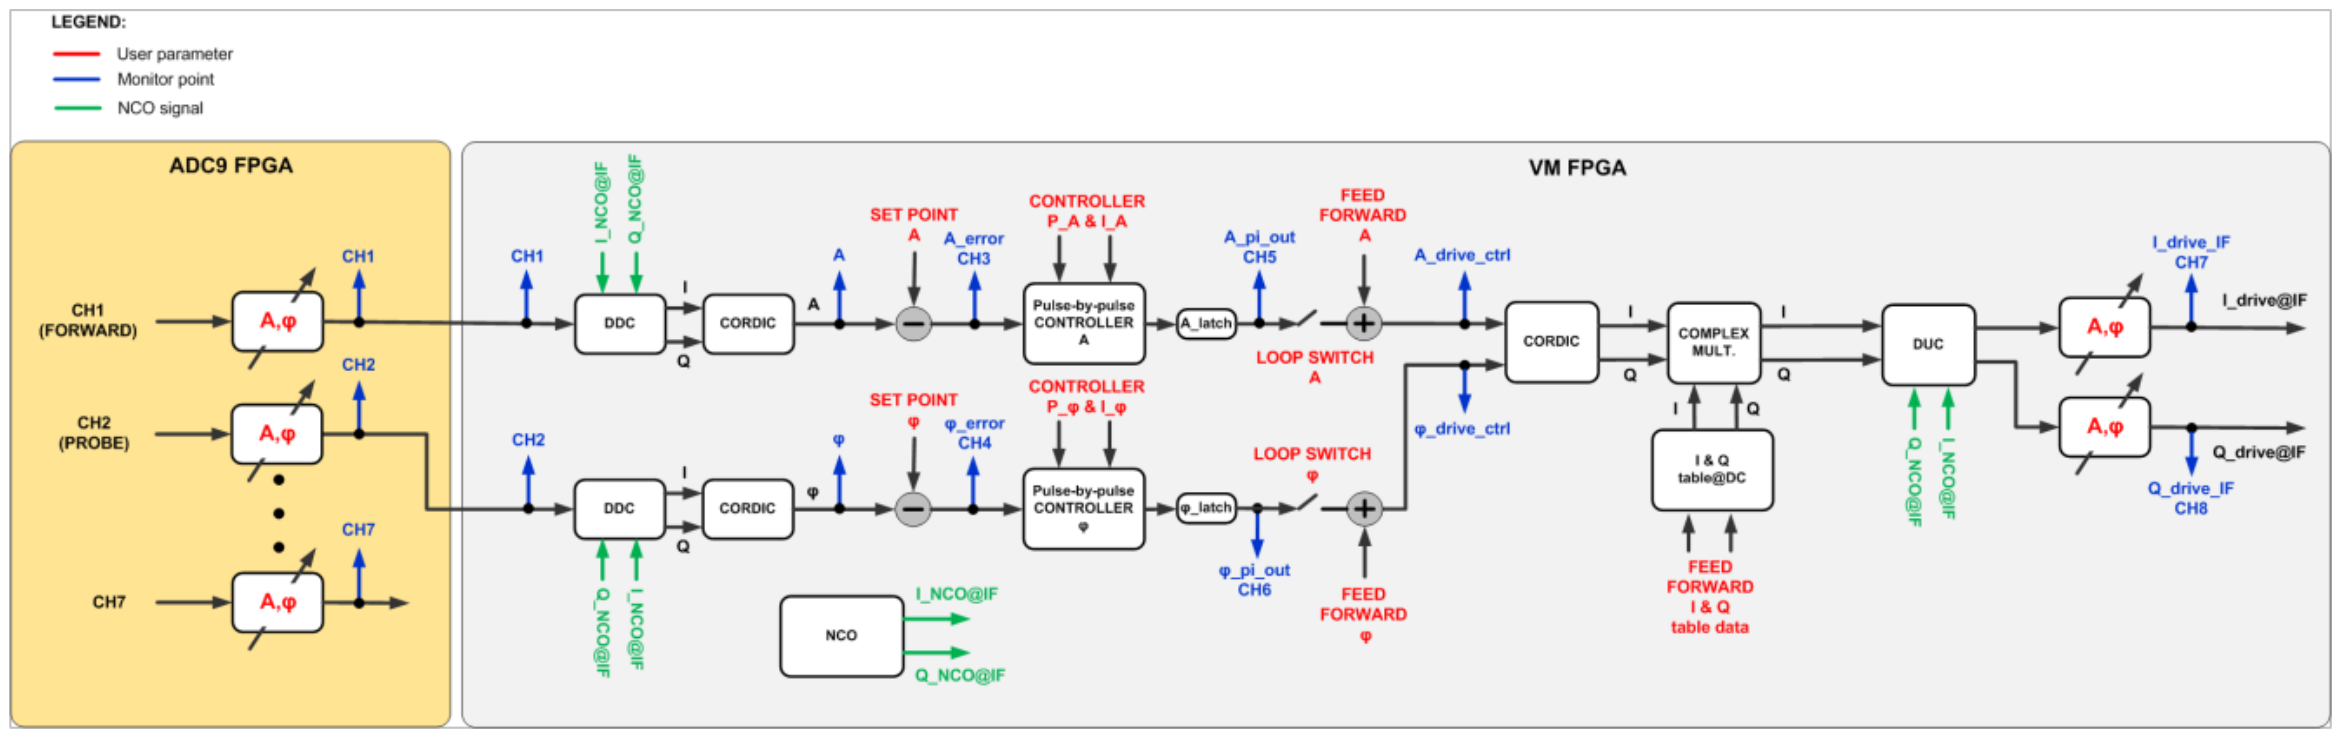 LEGEND:
User parameter
Monitor point
NCO signal
ADC9 FPGA
CH1
(FORWARD)
A,φ
CH1
CH2
(PROBE)
A,φ
CH2
CH7
A,φ
CH7
VM FPGA
CH1
I_NCO@IF
Q_NCO@IF
DDC
I
Q
CORDIC
A
A
SET POINT
A
A_error
CH3
CONTROLLER
P_A & I_A
Pulse-by-pulse
CONTROLLER
A
A_latch
A_pi_out
CH5
LOOP SWITCH
A
FEED
FORWARD
A
A_drive_ctrl
CH2
DDC
Q_NCO@IF
I_NCO@IF
I
Q
CORDIC
φ
φ
SET POINT
φ
φ_error
CH4
CONTROLLER
P_φ & I_φ
Pulse-by-pulse
CONTROLLER
φ
φ_latch
φ_pi_out
CH6
LOOP SWITCH
φ
FEED
FORWARD
φ
φ_drive_ctrl
NCO
I_NCO@IF
Q_NCO@IF
CORDIC
I
Q
COMPLEX
MULT.
I
Q
I & Q
table@DC
FEED
FORWARD
I & Q
table data
I
Q
DUC
Q_NCO@IF
I_NCO@IF
A,φ
I_drive_IF
CH7
I_drive@IF
A,φ
Q_drive@IF
Q_drive_IF
CH8